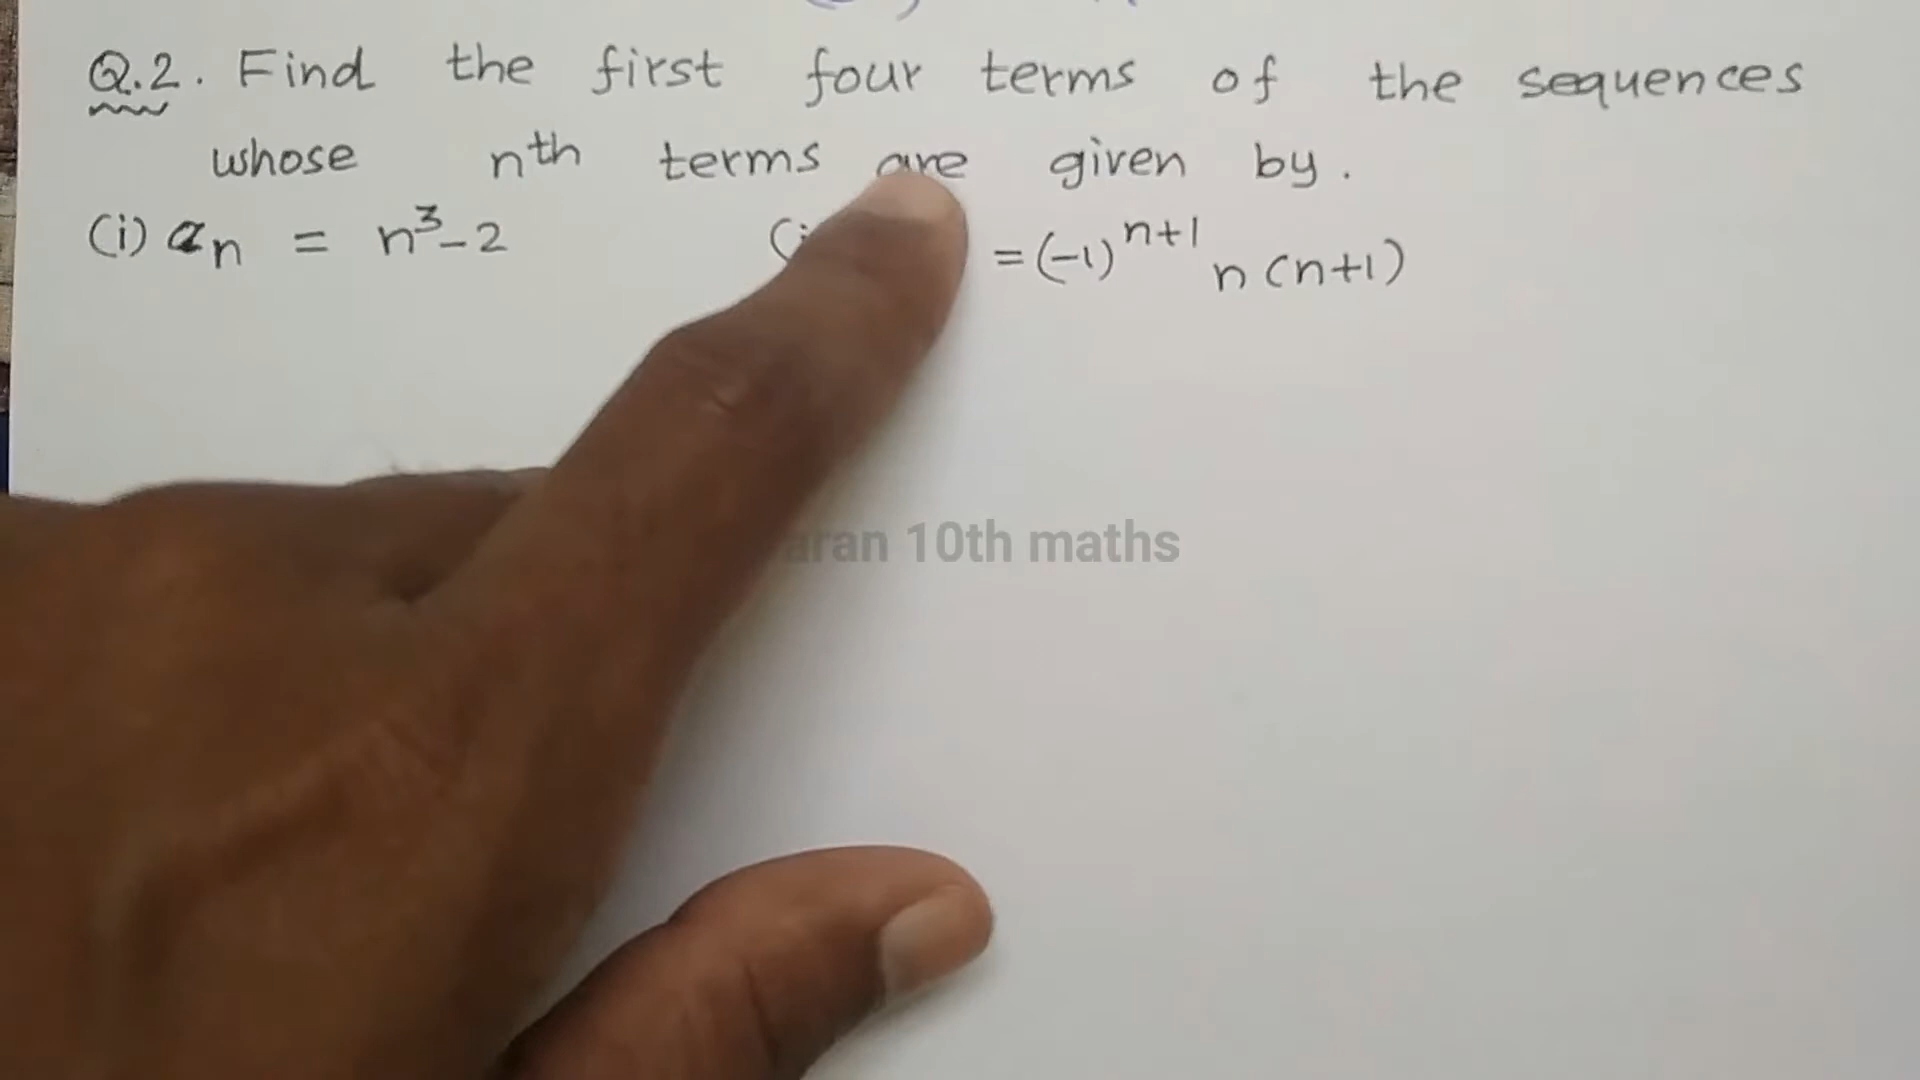 Q.2. Find the first four terms of the sequences
whose nth terms are given by.
(i) an = n³-2 = (-1)ⁿ⁺¹ n(n+1)
10th maths